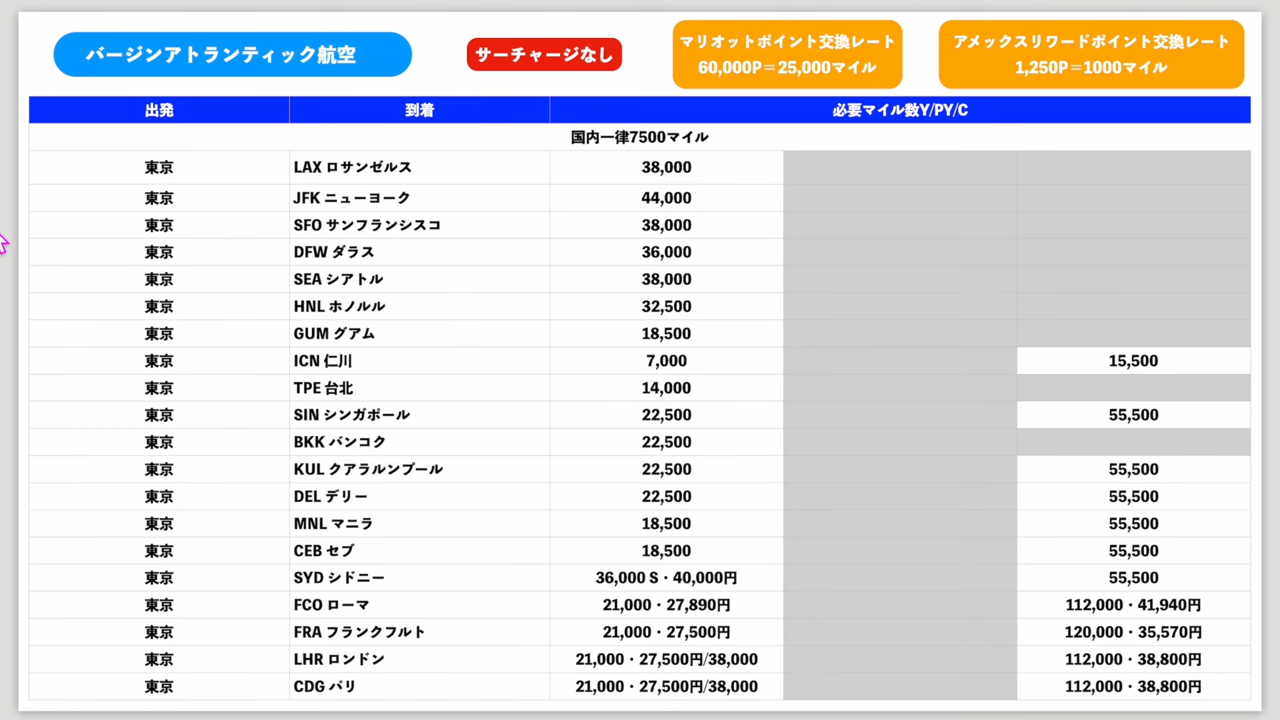 バージンアトランティック航空
サーチャージなし
マリオットポイント交換レート
60,000P＝25,000マイル
アメックスリワードポイント交換レート
1,250P＝1000マイル
出発 到着 必要マイル数Y/PY/C
国内一律7500マイル
東京 LAX ロサンゼルス 38,000
東京 JFK ニューヨーク 44,000
東京 SFO サンフランシスコ 38,000
東京 DFW ダラス 36,000
東京 SEA シアトル 38,000
東京 HNL ホノルル 32,500
東京 GUM グアム 18,500
東京 ICN 仁川 7,000 15,500
東京 TPE 台北 14,000
東京 SIN シンガポール 22,500 55,500
東京 BKK バンコク 22,500
東京 KUL クアラルンプール 22,500 55,500
東京 DEL デリー 22,500 55,500
東京 MNL マニラ 18,500 55,500
東京 CEB セブ 18,500 55,500
東京 SYD シドニー 36,000 S・40,000円 55,500
東京 FCO ローマ 21,000・27,890円 112,000・41,940円
東京 FRA フランクフルト 21,000・27,500円 120,000・35,570円
東京 LHR ロンドン 21,000・27,500円/38,000 112,000・38,800円
東京 CDG パリ 21,000・27,500円/38,000 112,000・38,800円